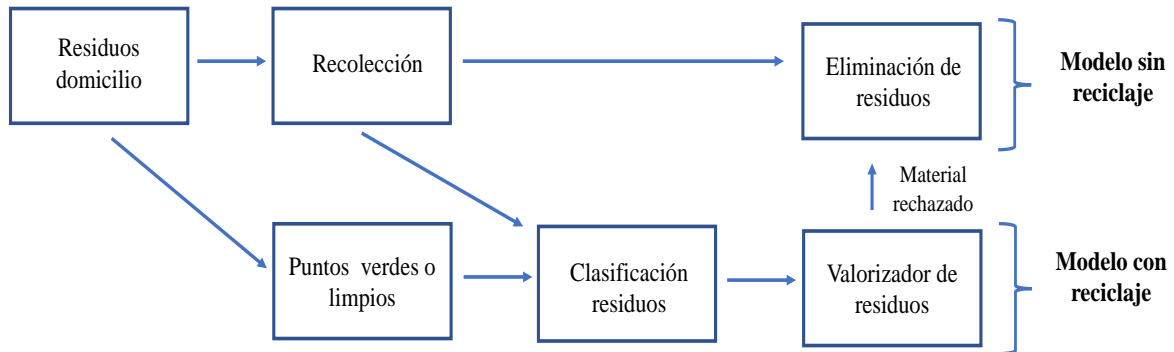 Residuos
domicilio
Recolección
Eliminación de
residuos
Modelo sin
reciclaje
Material
rechazado
Puntos verdes o
limpios
Clasificación
residuos
Valorizador de
residuos
Modelo con
reciclaje